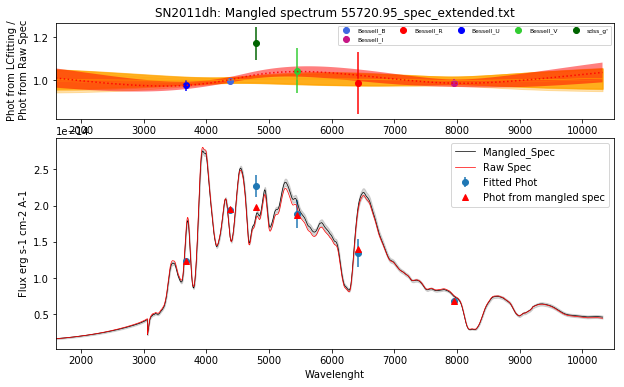 SN2011dh: Mangled spectrum 55720.95_spec_extended.txt
Phot from LCfitting /
Phot from Raw Spec
1.2
1.0
Bessell_B
Bessell_I
Bessell_R
Bessell_U
Bessell_V
sdss_g'
2000 3000 4000 5000 6000 7000 8000 9000 10000
1e−14
Flux erg s-1 cm-2 A-1
2.5
2.0
1.5
1.0
0.5
Mangled_Spec
Raw Spec
Fitted Phot
Phot from mangled spec
2000 3000 4000 5000 6000 7000 8000 9000 10000
Wavelenght